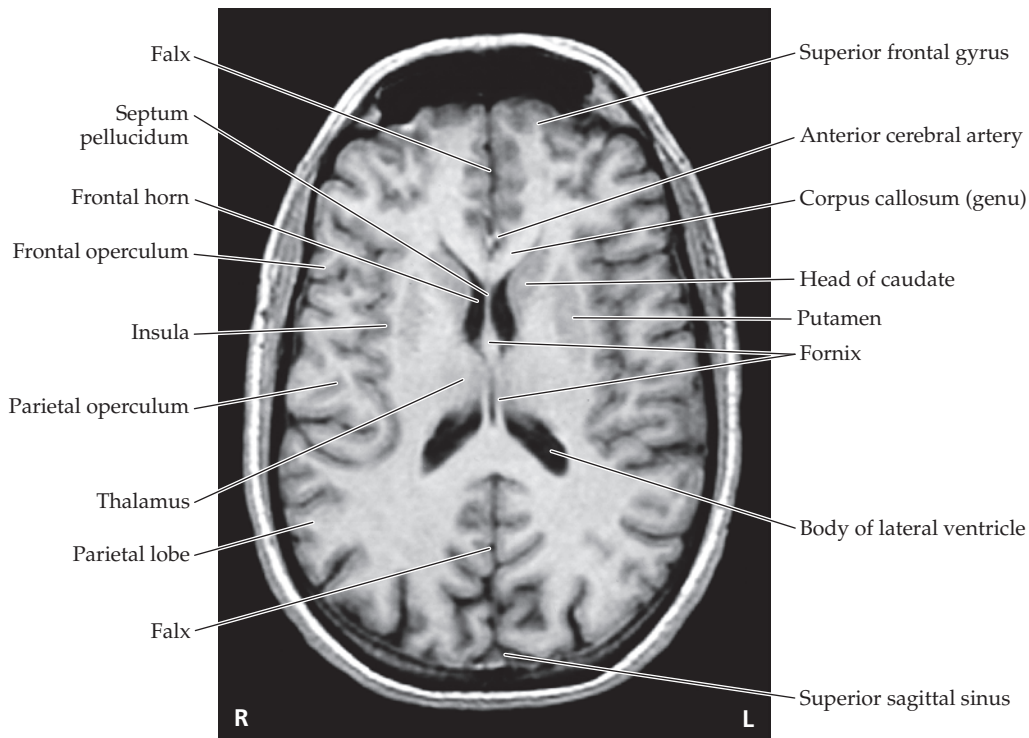 Falx
Septum
pellucidum
Frontal horn
Frontal operculum
Insula
Parietal operculum
Thalamus
Parietal lobe
Falx
Superior frontal gyrus
Anterior cerebral artery
Corpus callosum (genu)
Head of caudate
Putamen
Fornix
Body of lateral ventricle
Superior sagittal sinus
R
L